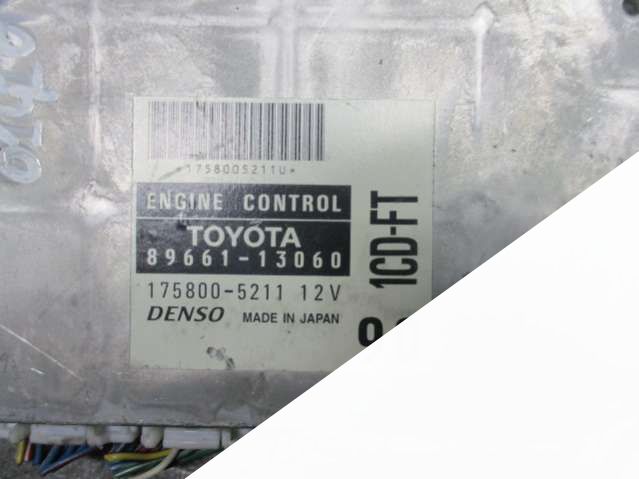 *1758005211U*
ENGINE CONTROL
TOYOTA
89661-13060
175800-5211 12V
DENSO MADE IN JAPAN
1CD-FT